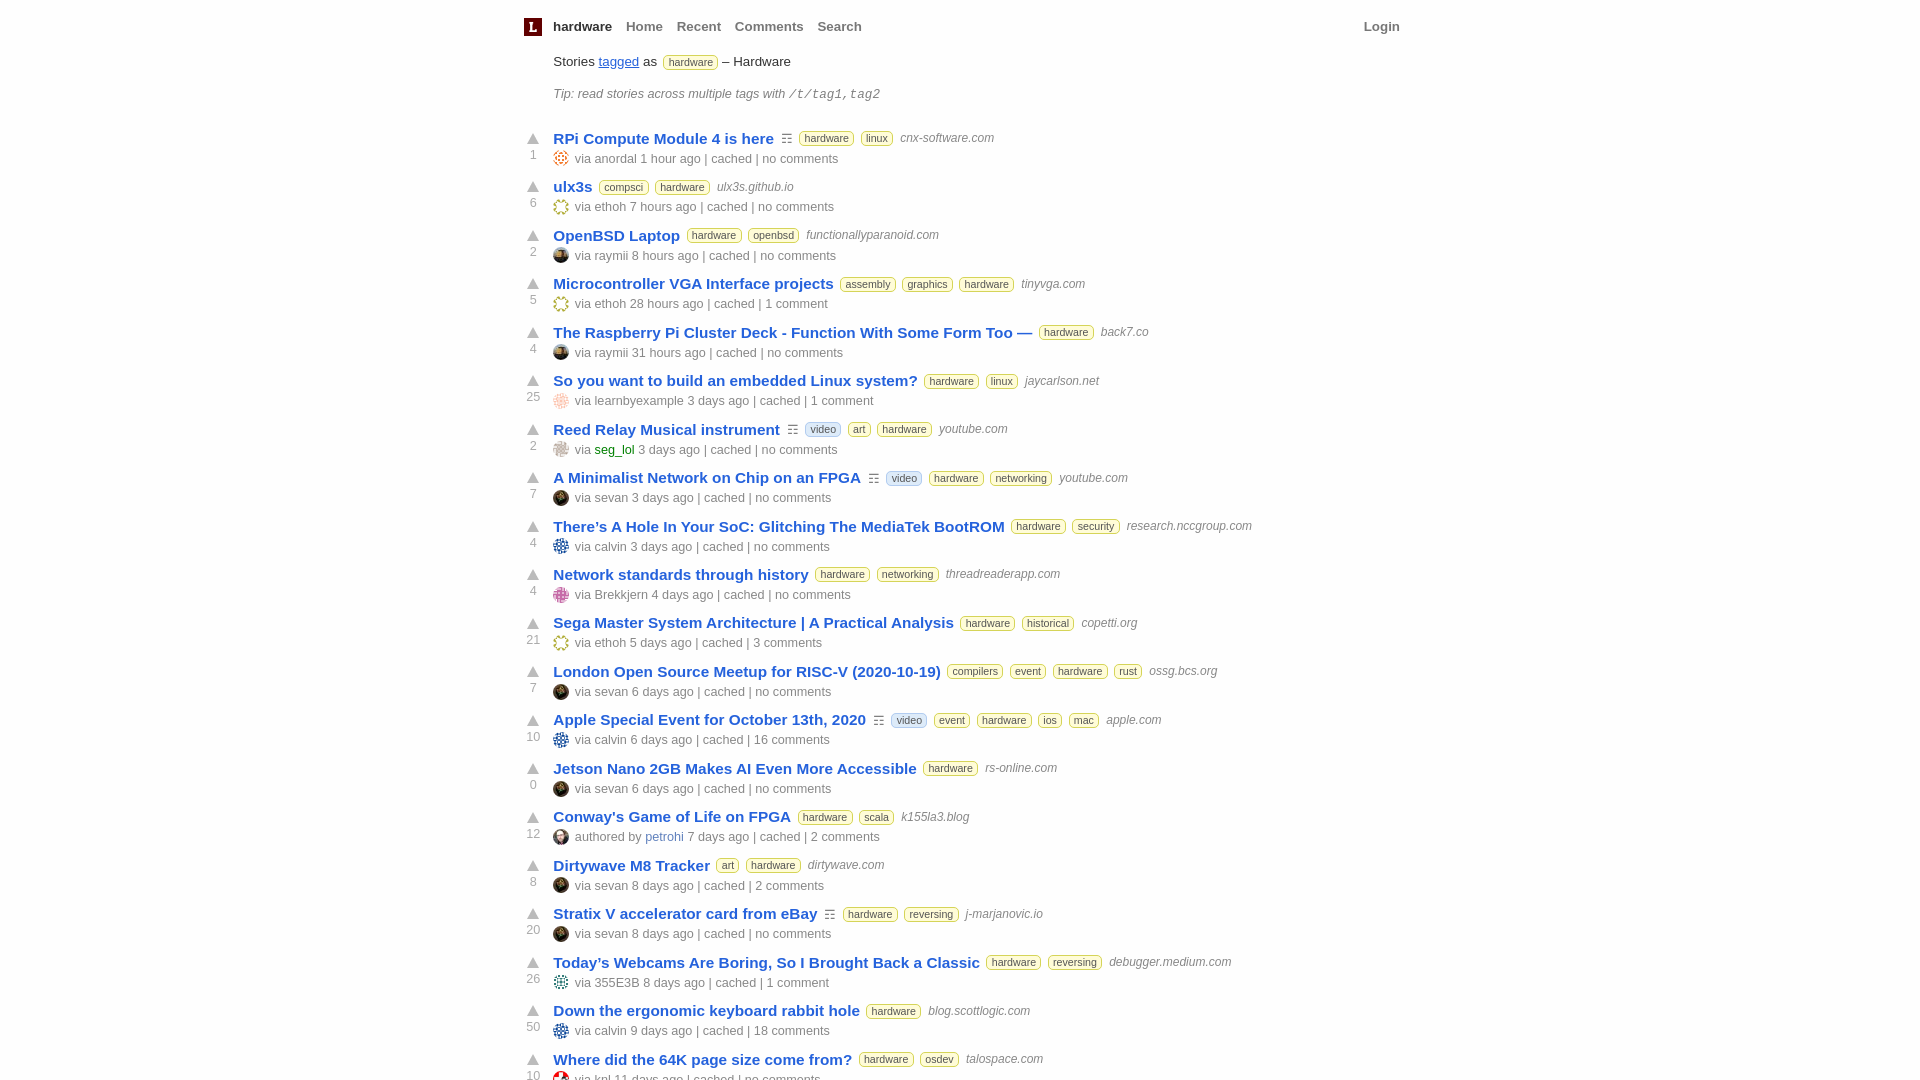 L hardware Home Recent Comments Search Login
Stories tagged as hardware – Hardware
Tip: read stories across multiple tags with /t/tag1,tag2
RPi Compute Module 4 is here ☶ hardware linux cnx-software.com
1 via anordal 1 hour ago | cached | no comments
ulx3s compsci hardware ulx3s.github.io
6 via ethoh 7 hours ago | cached | no comments
OpenBSD Laptop hardware openbsd functionallyparanoid.com
2 via raymii 8 hours ago | cached | no comments
Microcontroller VGA Interface projects assembly graphics hardware tinyvga.com
5 via ethoh 28 hours ago | cached | 1 comment
The Raspberry Pi Cluster Deck - Function With Some Form Too — hardware back7.co
4 via raymii 31 hours ago | cached | no comments
So you want to build an embedded Linux system? hardware linux jaycarlson.net
25 via learnbyexample 3 days ago | cached | 1 comment
Reed Relay Musical instrument ☶ video art hardware youtube.com
2 via seg_lol 3 days ago | cached | no comments
A Minimalist Network on Chip on an FPGA ☶ video hardware networking youtube.com
7 via sevan 3 days ago | cached | no comments
There’s A Hole In Your SoC: Glitching The MediaTek BootROM hardware security research.nccgroup.com
4 via calvin 3 days ago | cached | no comments
Network standards through history hardware networking threadreaderapp.com
4 via Brekkjern 4 days ago | cached | no comments
Sega Master System Architecture | A Practical Analysis hardware historical copetti.org
21 via ethoh 5 days ago | cached | 3 comments
London Open Source Meetup for RISC-V (2020-10-19) compilers event hardware rust ossg.bcs.org
7 via sevan 6 days ago | cached | no comments
Apple Special Event for October 13th, 2020 ☶ video event hardware ios mac apple.com
10 via calvin 6 days ago | cached | 16 comments
Jetson Nano 2GB Makes AI Even More Accessible hardware rs-online.com
0 via sevan 6 days ago | cached | no comments
Conway's Game of Life on FPGA hardware scala k155la3.blog
12 authored by petrohi 7 days ago | cached | 2 comments
Dirtywave M8 Tracker art hardware dirtywave.com
8 via sevan 8 days ago | cached | 2 comments
Stratix V accelerator card from eBay ☶ hardware reversing j-marjanovic.io
20 via sevan 8 days ago | cached | no comments
Today’s Webcams Are Boring, So I Brought Back a Classic hardware reversing debugger.medium.com
26 via 355E3B 8 days ago | cached | 1 comment
Down the ergonomic keyboard rabbit hole hardware blog.scottlogic.com
50 via calvin 9 days ago | cached | 18 comments
Where did the 64K page size come from? hardware osdev talospace.com
10 via knl 11 days ago | cached | no comments